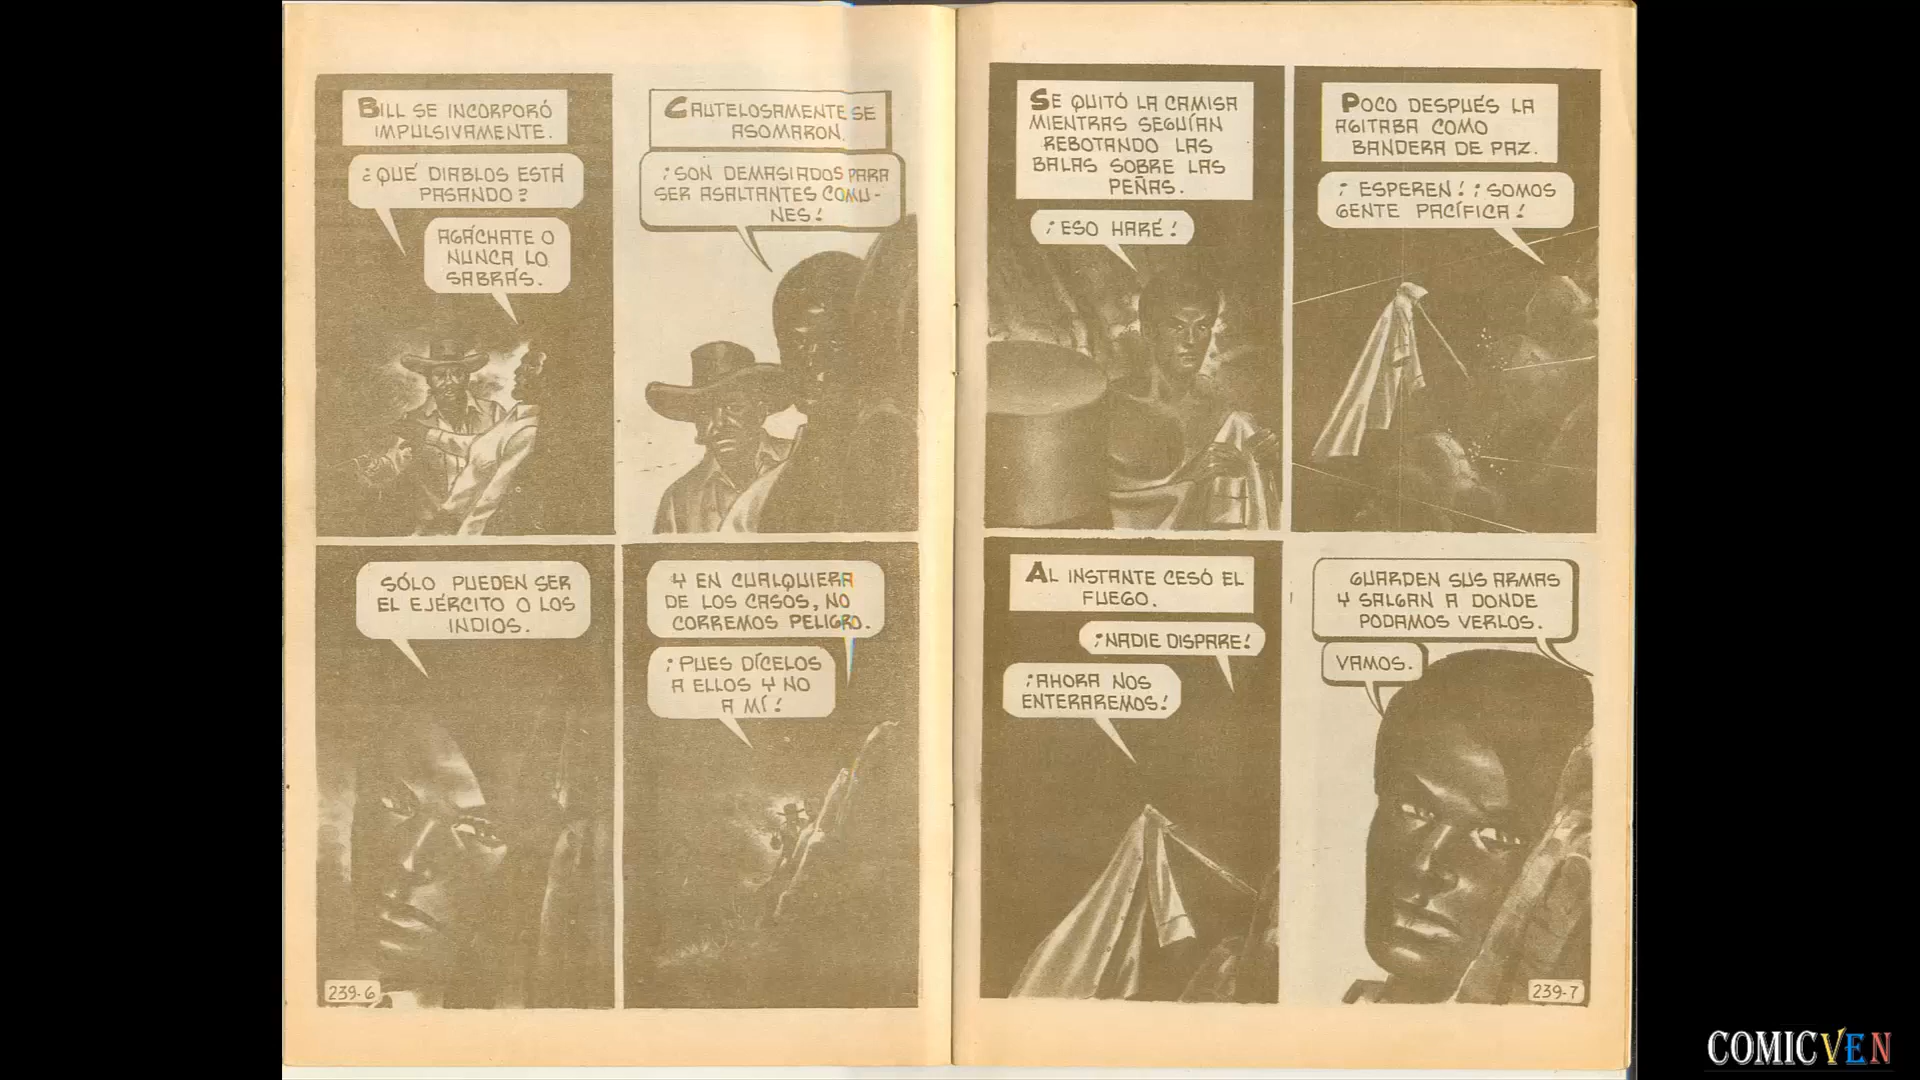 BILL SE INCORPORÓ
IMPULSIVAMENTE.
¿QUÉ DIABLOS ESTÁ
PASANDO?
AGÁCHATE O
NUNCA LO
SABRÁS.
CAUTELOSAMENTE SE
ASOMARON.
¡SON DEMASIADOS PARA
SER ASALTANTES COMU-
NES!
SÓLO PUEDEN SER
EL EJÉRCITO O LOS
INDIOS.
Y EN CUALQUIERA
DE LOS CASOS, NO
CORREMOS PELIGRO.
¡PUES DÍCELOS
A ELLOS Y NO
A MÍ!
239-6
SE QUITÓ LA CAMISA
MIENTRAS SEGUÍAN
REBOTANDO LAS
BALAS SOBRE LAS
PEÑAS.
¡ESO HARÉ!
POCO DESPUÉS LA
AGITABA COMO
BANDERA DE PAZ.
¡ESPEREN! ¡SOMOS
GENTE PACÍFICA!
AL INSTANTE CESÓ EL
FUEGO.
¡NADIE DISPARE!
¡AHORA NOS
ENTERAREMOS!
GUARDEN SUS ARMAS
Y SALGAN A DONDE
PODAMOS VERLOS.
VAMOS.
239-7
COMICVEN